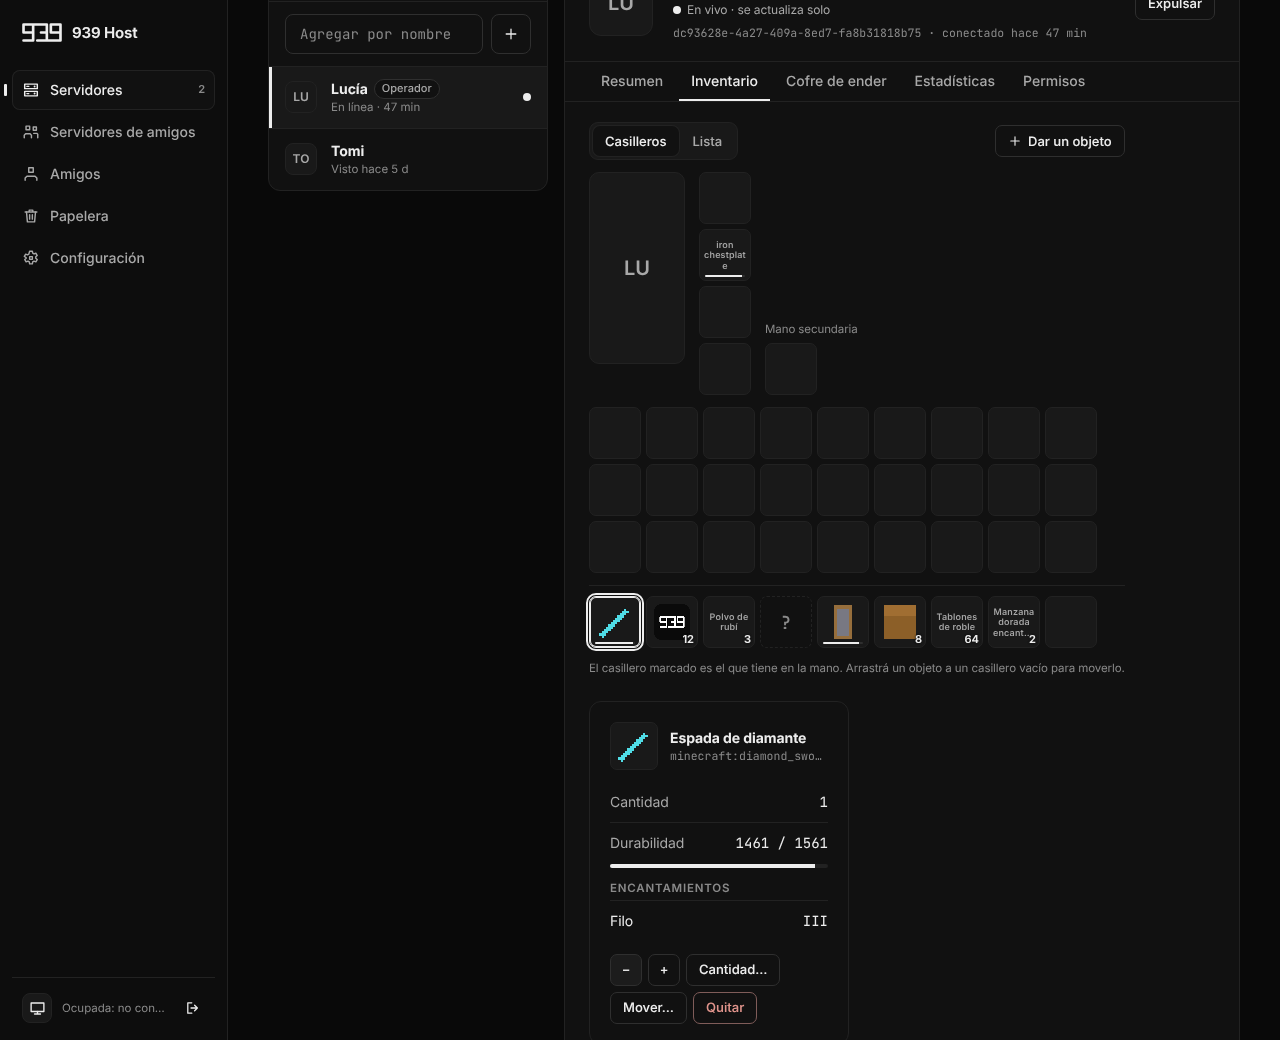 939 939 Host
Servidores 2
Servidores de amigos
Amigos
Papelera
Configuración
Ocupada: no con...
Agregar por nombre +
LU Lucía Operador
En línea · 47 min
TO Tomi
Visto hace 5 d
LU
En vivo · se actualiza solo
dc93628e-4a27-409a-8ed7-fa8b31818b75 · conectado hace 47 min
Expulsar
Resumen Inventario Cofre de ender Estadísticas Permisos
Casilleros Lista
+ Dar un objeto
LU
iron
chestplat
e
Mano secundaria
939 12
Polvo de
rubí
3
?
8
Tablones
de roble
64
Manzana
dorada
encant...
2
El casillero marcado es el que tiene en la mano. Arrastrá un objeto a un casillero vacío para moverlo.
Espada de diamante
minecraft:diamond_swo…
Cantidad 1
Durabilidad 1461 / 1561
ENCANTAMIENTOS
Filo III
− + Cantidad...
Mover... Quitar